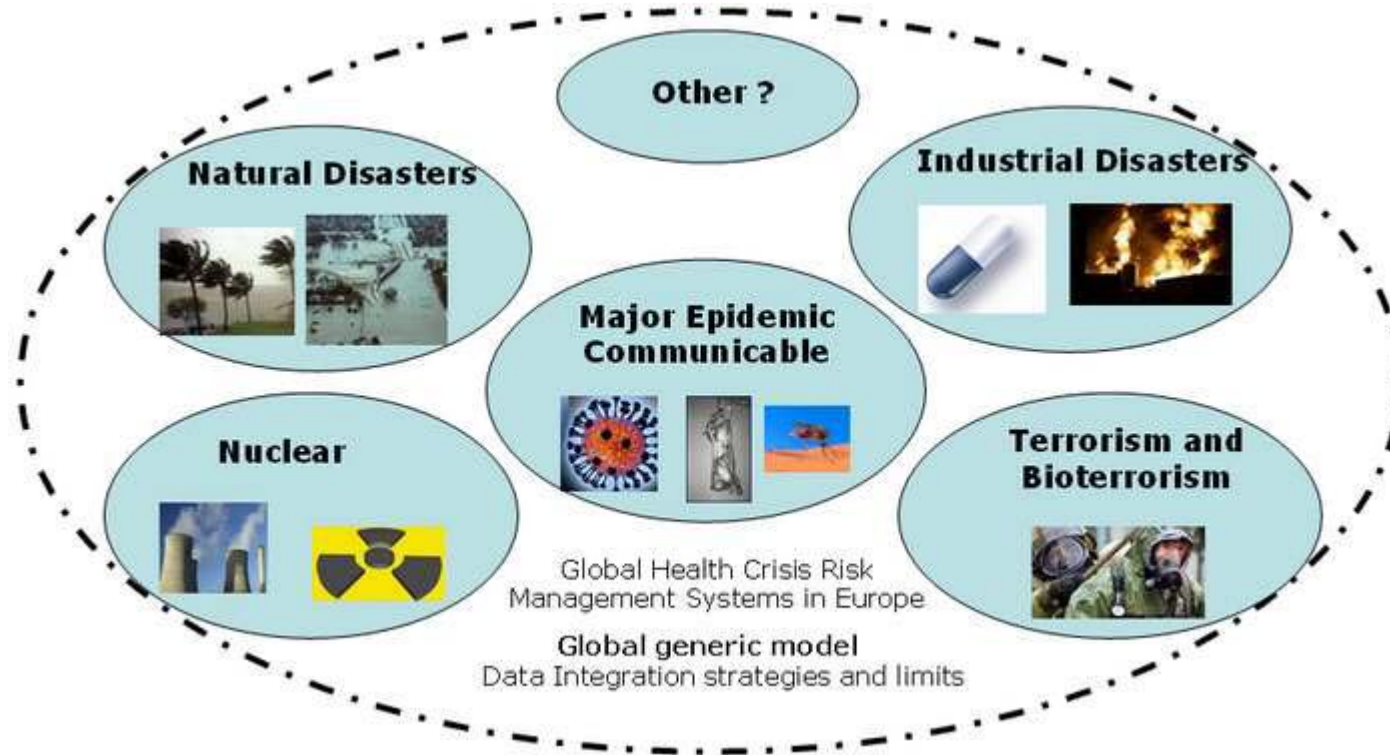 Other ?
Natural Disasters
Industrial Disasters
Major Epidemic
Communicable
Nuclear
Terrorism and
Bioterrorism
Global Health Crisis Risk
Management Systems in Europe
Global generic model
Data Integration strategies and limits